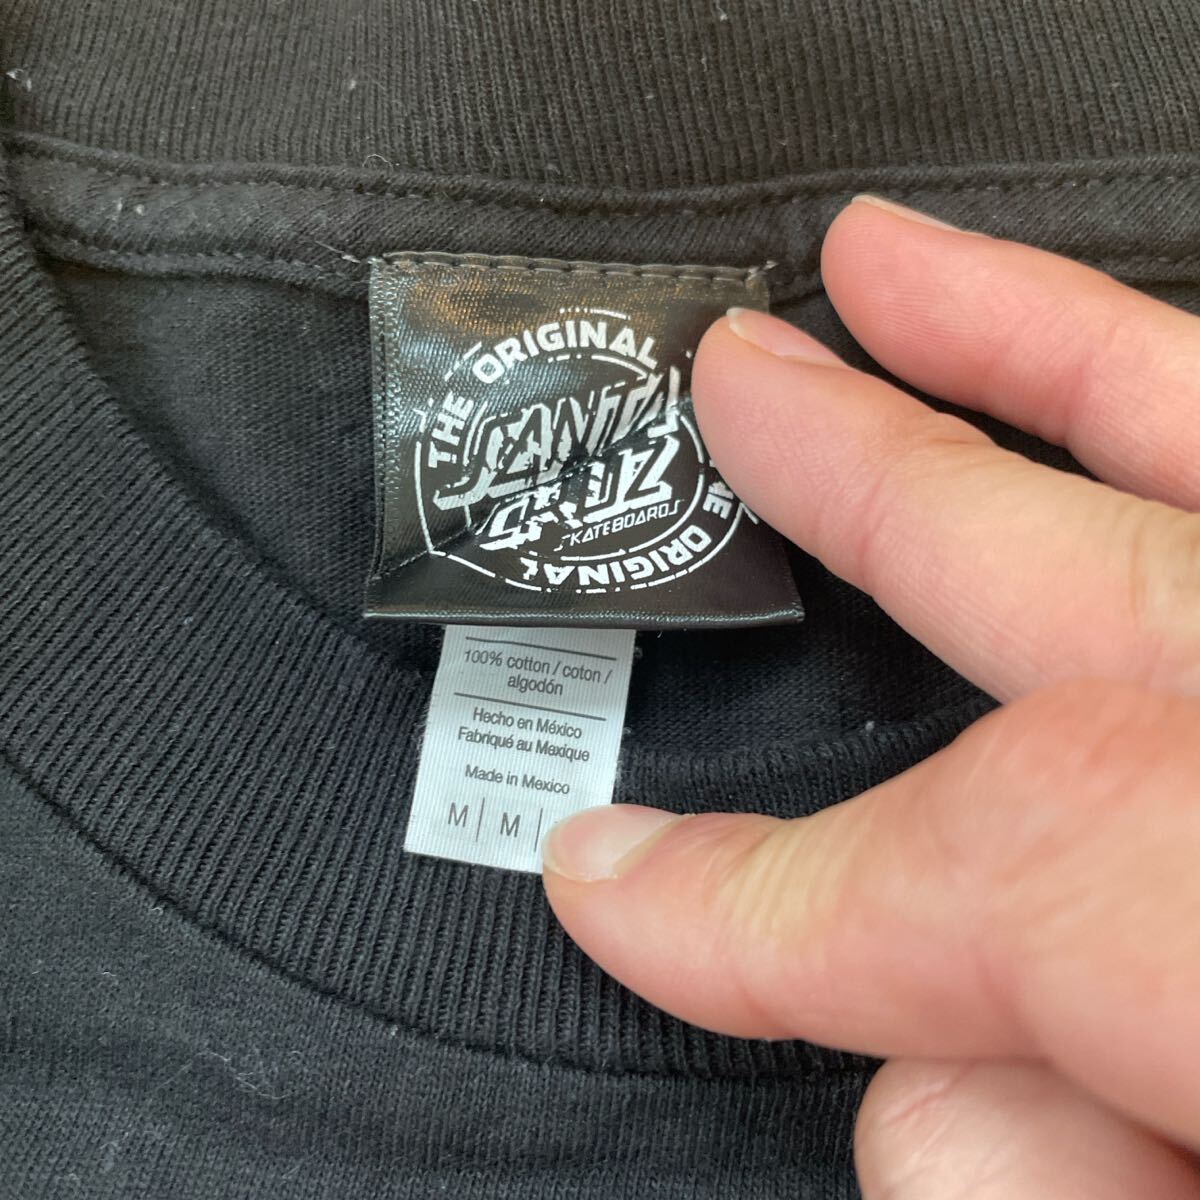 THE ORIGINAL
SANTA
SKATEBOARDS
THE ORIGINAL
100% cotton / coton /
algodón
Hecho en México
Fabriqué au Mexique
Made in Mexico
M | M |